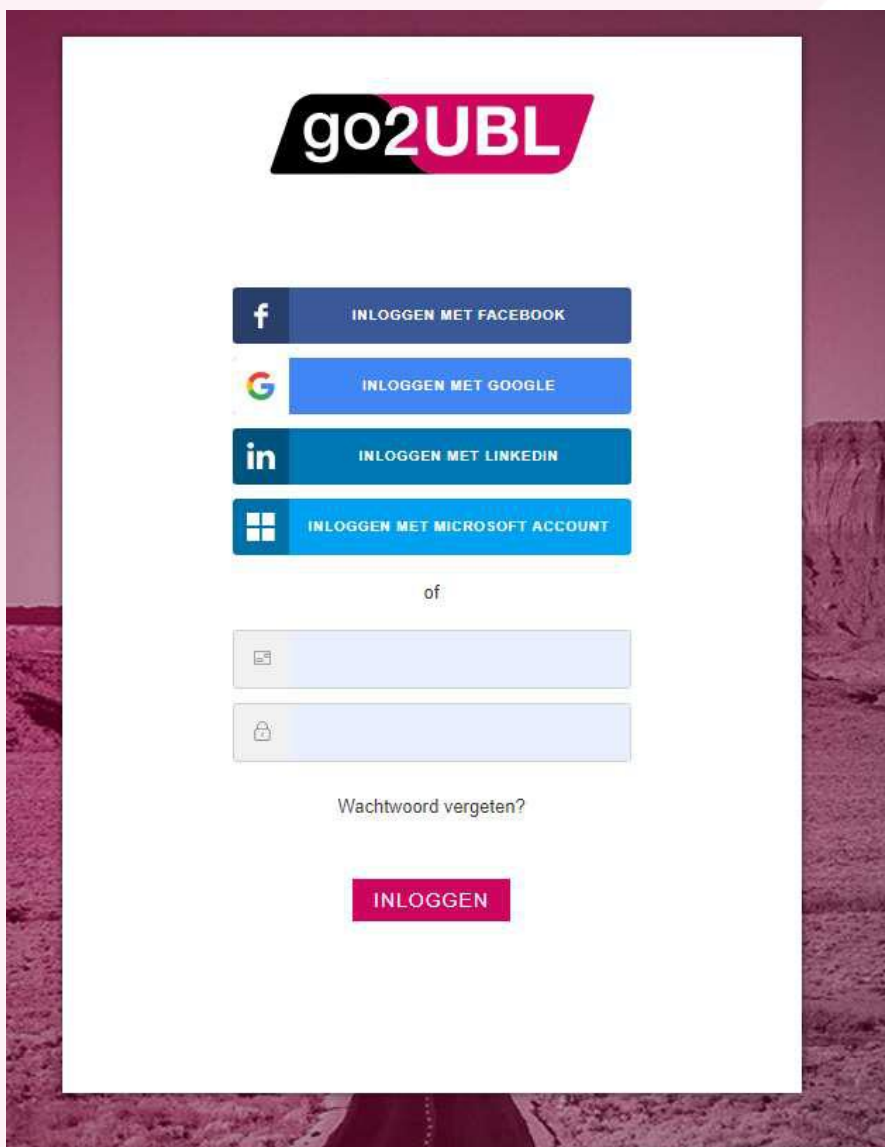 go2UBL
INLOGGEN MET FACEBOOK
INLOGGEN MET GOOGLE
INLOGGEN MET LINKEDIN
INLOGGEN MET MICROSOFT ACCOUNT
of
Wachtwoord vergeten?
INLOGGEN